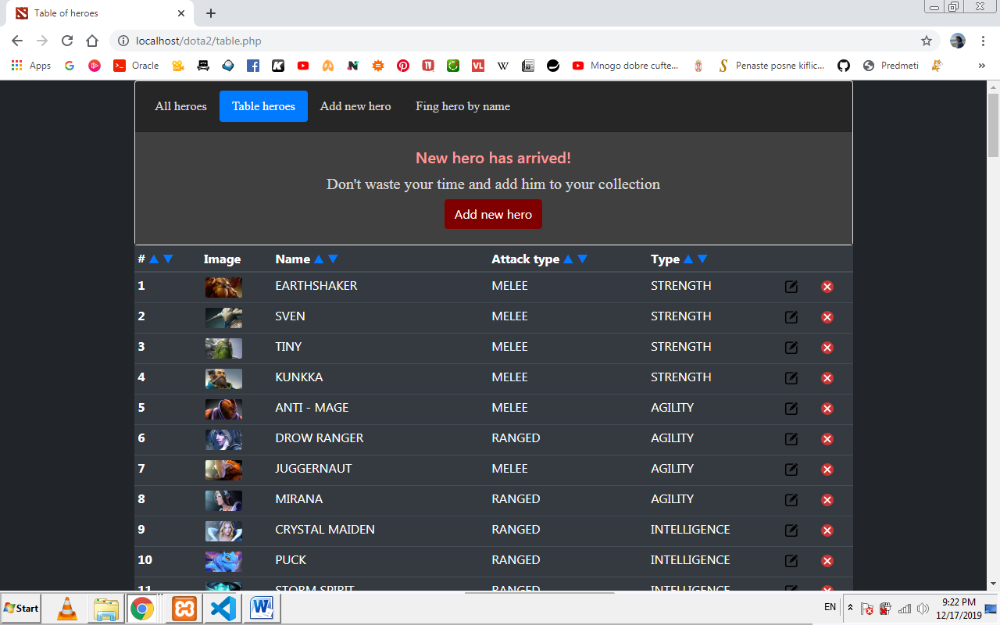 Table of heroes
localhost/dota2/table.php
Apps
Oracle
Mnogo dobre cufte...
Penaste posne kiflic...
Predmeti
All heroes Table heroes Add new hero Fing hero by name
New hero has arrived!
Don't waste your time and add him to your collection
Add new hero
# Image Name Attack type Type
1 EARTHSHAKER MELEE STRENGTH
2 SVEN MELEE STRENGTH
3 TINY MELEE STRENGTH
4 KUNKKA MELEE STRENGTH
5 ANTI - MAGE MELEE AGILITY
6 DROW RANGER RANGED AGILITY
7 JUGGERNAUT MELEE AGILITY
8 MIRANA RANGED AGILITY
9 CRYSTAL MAIDEN RANGED INTELLIGENCE
10 PUCK RANGED INTELLIGENCE
11 STORM SPIRIT RANGED INTELLIGENCE
Start
EN
9:22 PM
12/17/2019